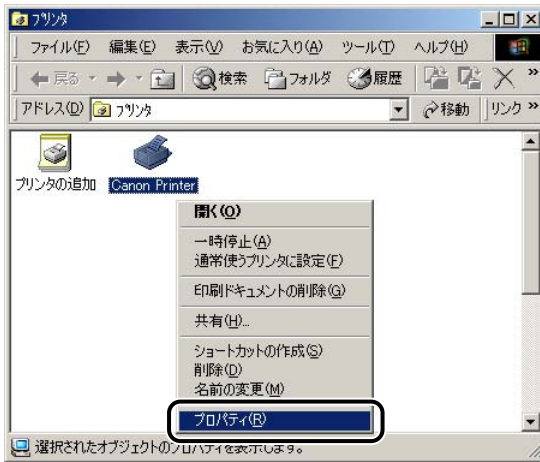 プリンタ
ファイル(F) 編集(E) 表示(V) お気に入り(A) ツール(T) ヘルプ(H)
戻る 検索 フォルダ 履歴 »
アドレス(D) プリンタ 移動 リンク »
プリンタの追加 Canon Printer
開く(O)
一時停止(A)
通常使うプリンタに設定(F)
印刷ドキュメントの削除(G)
共有(H)...
ショートカットの作成(S)
削除(D)
名前の変更(M)
プロパティ(R)
選択されたオブジェクトのプロパティを表示します。